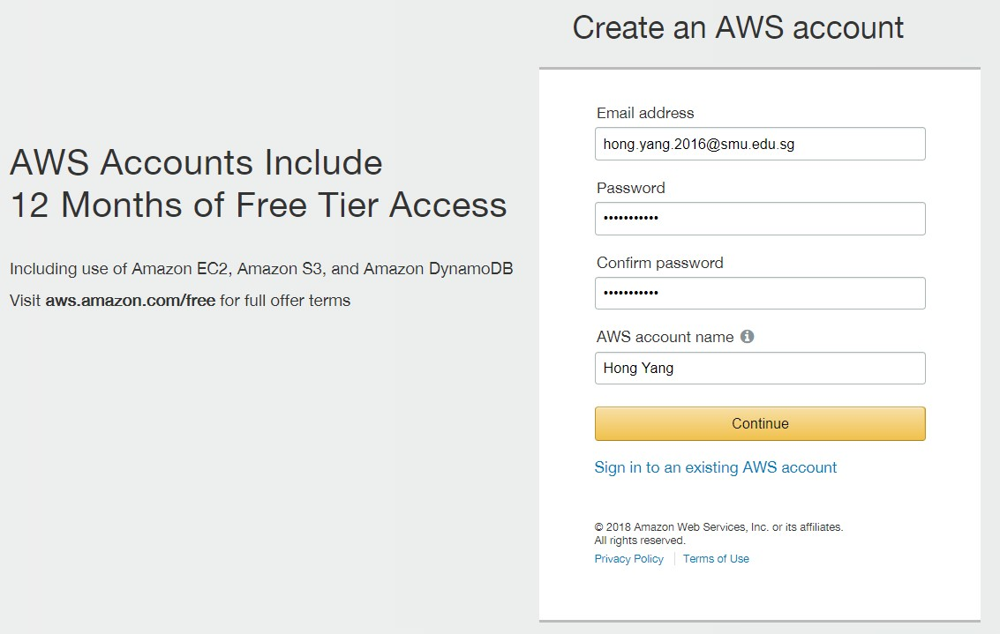 Create an AWS account
AWS Accounts Include
12 Months of Free Tier Access
Including use of Amazon EC2, Amazon S3, and Amazon DynamoDB
Visit aws.amazon.com/free for full offer terms
Email address
hong.yang.2016@smu.edu.sg
Password
•••••••••••
Confirm password
•••••••••••
AWS account name
Hong Yang
Continue
Sign in to an existing AWS account
© 2018 Amazon Web Services, Inc. or its affiliates.
All rights reserved.
Privacy Policy | Terms of Use